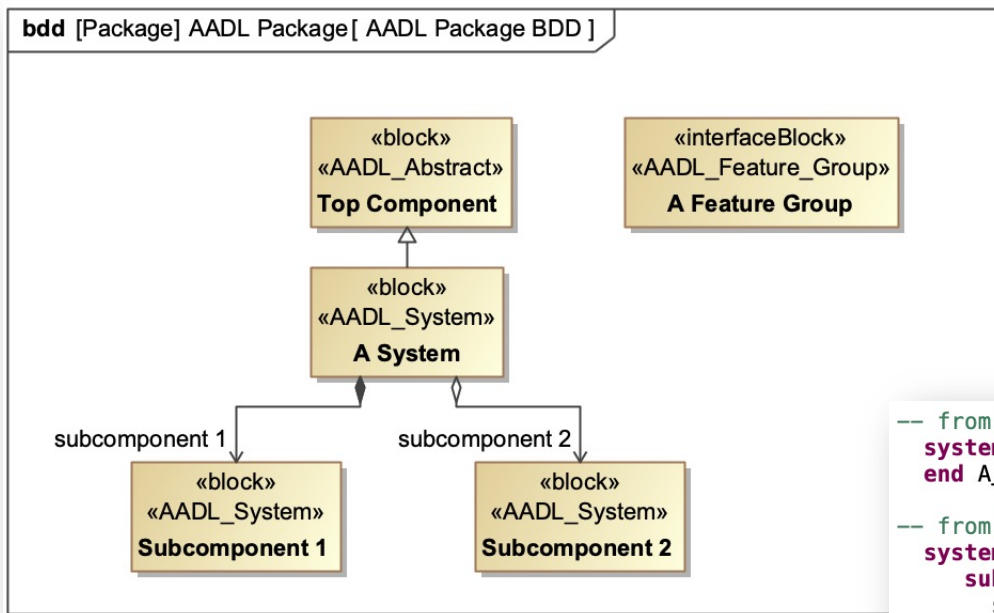 bdd [Package] AADL Package[ AADL Package BDD ]
«block»
«AADL_Abstract»
Top Component
«interfaceBlock»
«AADL_Feature_Group»
A Feature Group
«block»
«AADL_System»
A System
subcomponent 1
subcomponent 2
«block»
«AADL_System»
Subcomponent 1
«block»
«AADL_System»
Subcomponent 2
-- from
end
-- from